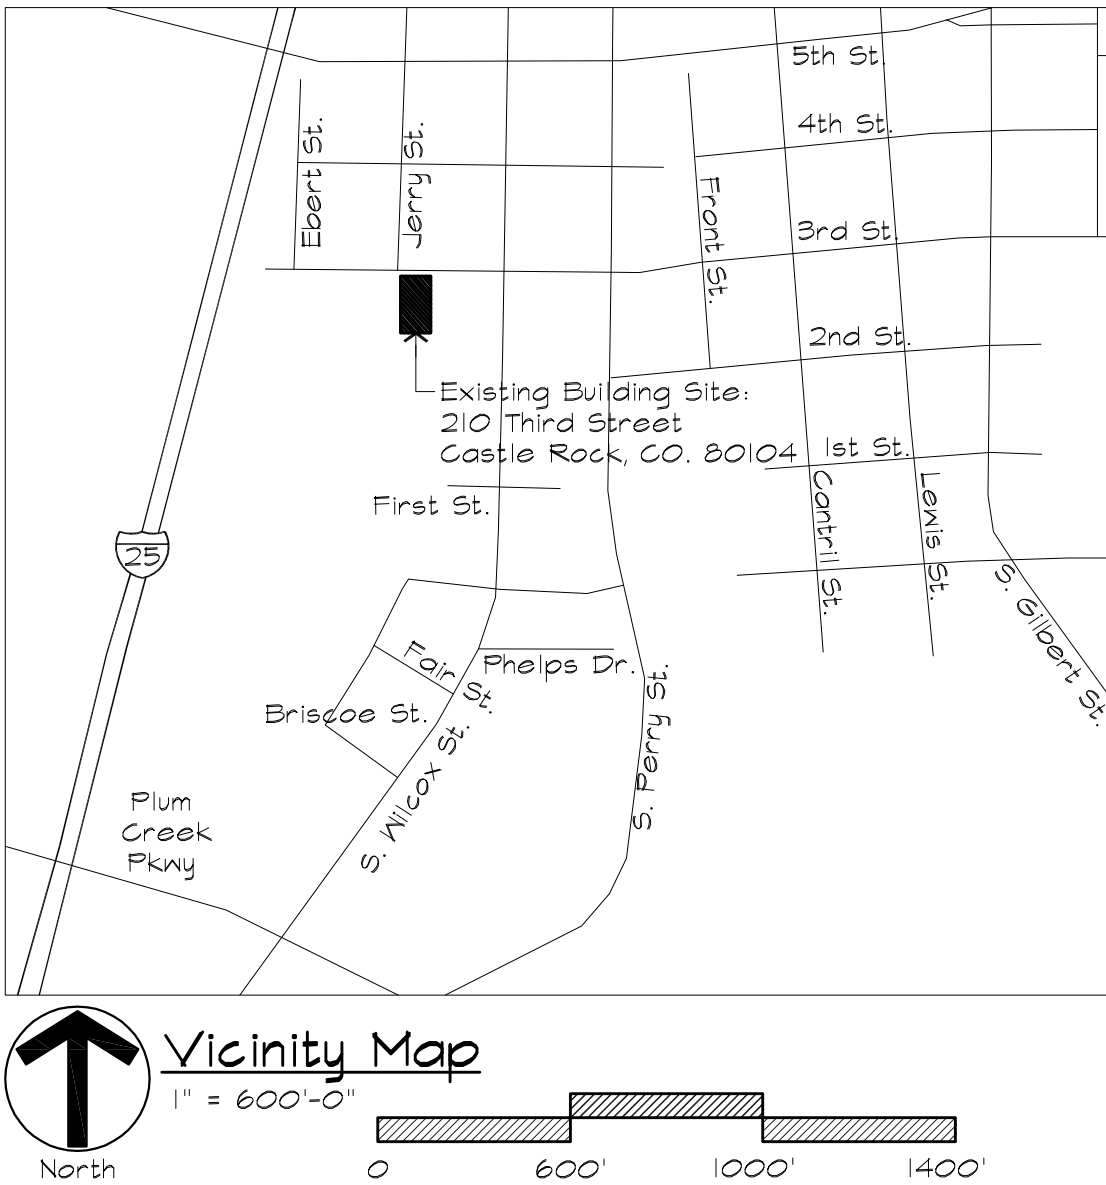 5th St.
4th St.
Ebert St.
Jerry St.
Front St.
3rd St.
2nd St.
Existing Building Site:
210 Third Street
Castle Rock, CO. 80104
1st St.
First St.
Cantril St.
Lewis St.
25
S. Gilbert St.
Fair St.
Phelps Dr.
Briscoe St.
S. Wilcox St.
S. Perry St.
Plum
Creek
Pkwy
Vicinity Map
1" = 600'-0"
North
0 600' 1000' 1400'